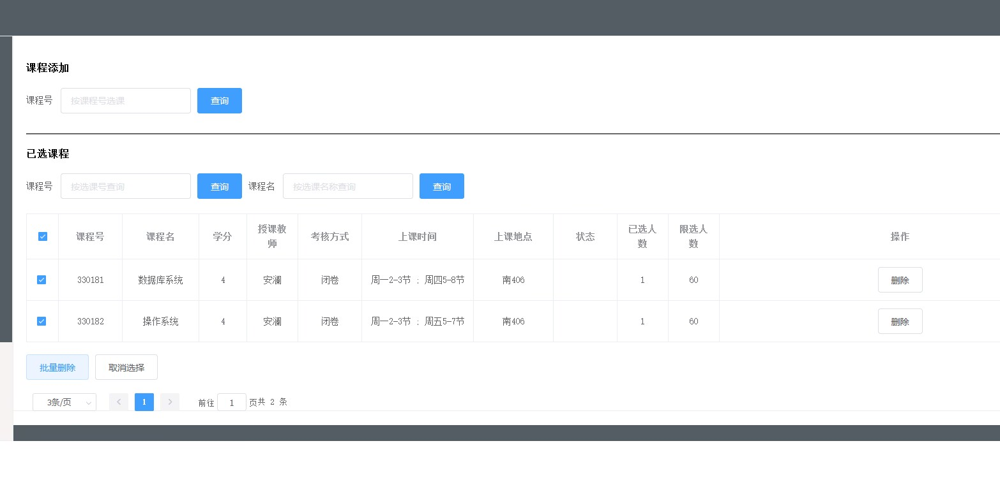 课程添加
课程号 按课程号选课 查询
已选课程
课程号 按选课号查询 查询 课程名 按选课名称查询 查询
课程号 课程名 学分 授课教师 考核方式 上课时间 上课地点 状态 已选人数 限选人数 操作
330181 数据库系统 4 安澜 闭卷 周一2-3节 ; 周四5-8节 南406 1 60 删除
330182 操作系统 4 安澜 闭卷 周一2-3节 ; 周五5-7节 南406 1 60 删除
批量删除 取消选择
3条/页 1 前往 1 页共 2 条